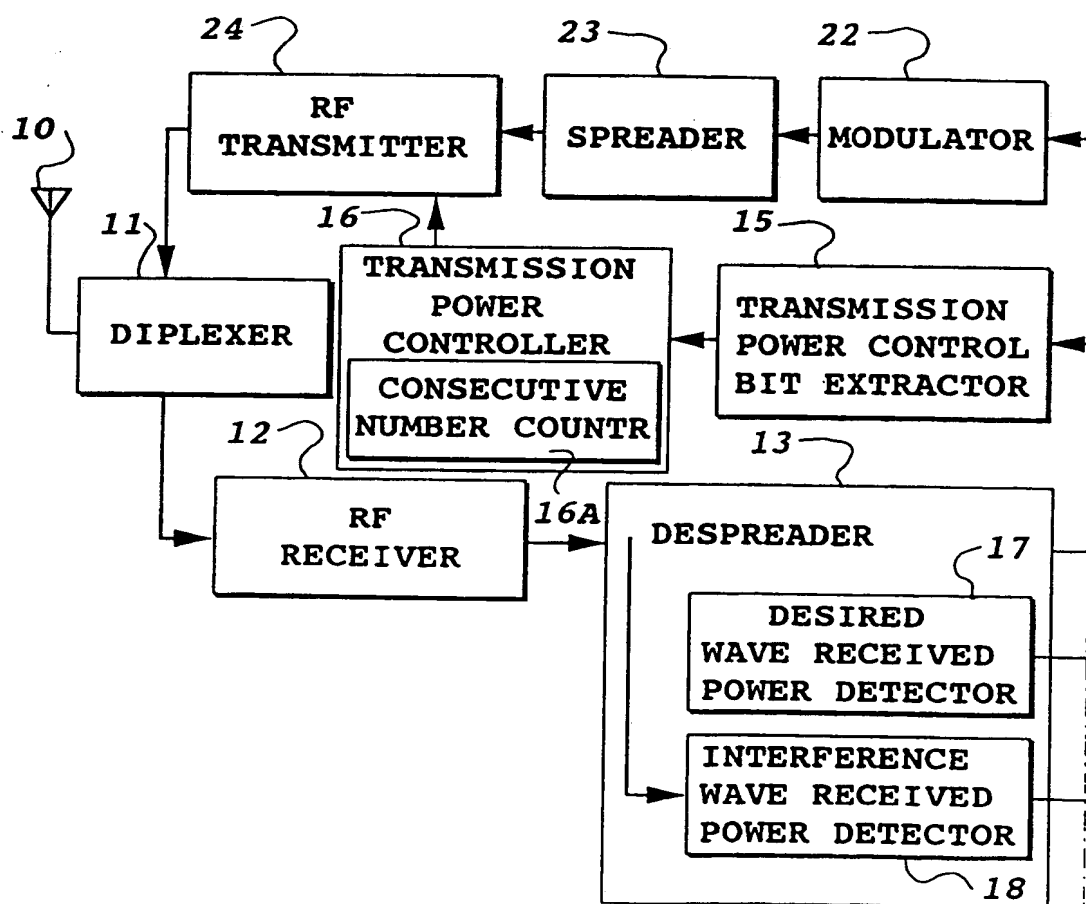 24
23
22
10
RF
TRANSMITTER
SPREADER
MODULATOR
11
16
15
DIPLEXER
TRANSMISSION
POWER
CONTROLLER
CONSECUTIVE
NUMBER COUNTR
TRANSMISSION
POWER CONTROL
BIT EXTRACTOR
12
16A
13
RF
RECEIVER
DESPREADER
17
DESIRED
WAVE RECEIVED
POWER DETECTOR
INTERFERENCE
WAVE RECEIVED
POWER DETECTOR
18